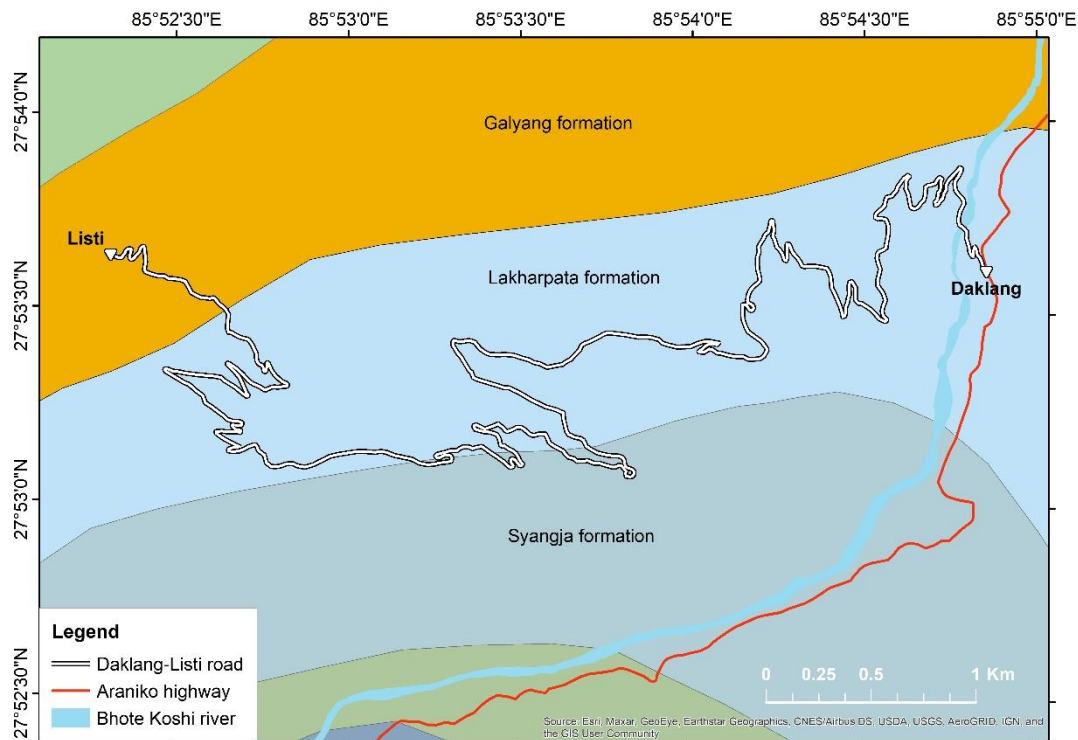 85°52'30"E 85°53'0"E 85°53'30"E 85°54'0"E 85°54'30"E 85°55'0"E
27°54'0"N
Galyang formation
Listi
Lakharpata formation
27°53'30"N
Daklang
27°53'0"N
Syangja formation
Legend
Daklang-Listi road
Araniko highway
Bhote Koshi river
27°52'30"N
0 0.25 0.5 1 Km
Source: Esri, Maxar, GeoEye, Earthstar Geographics, CNES/Airbus DS, USDA, USGS, AeroGRID, IGN, and
the GIS User Community